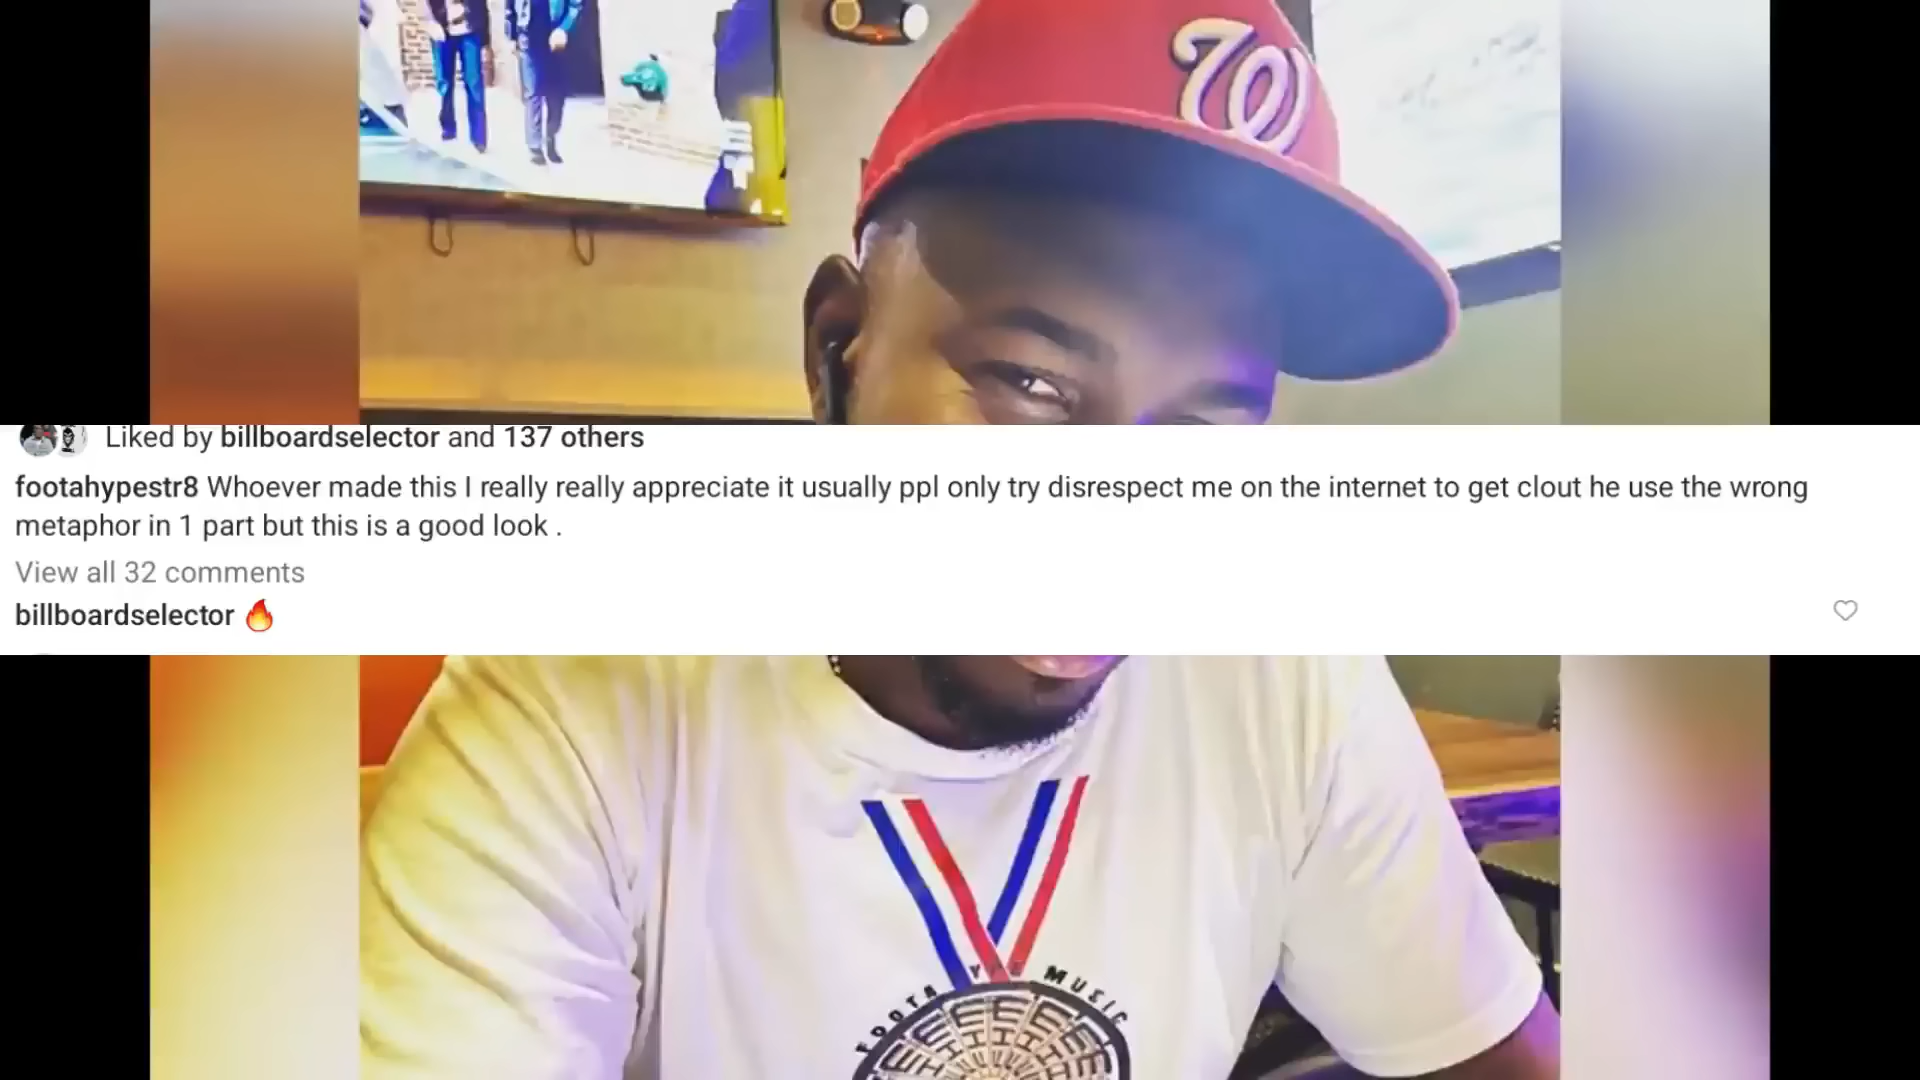 W
Liked by billboardselector and 137 others
footahypestr8 Whoever made this I really really appreciate it usually ppl only try disrespect me on the internet to get clout he use the wrong
metaphor in 1 part but this is a good look .
View all 32 comments
billboardselector 🔥
FOOTA HYPE MUSIC